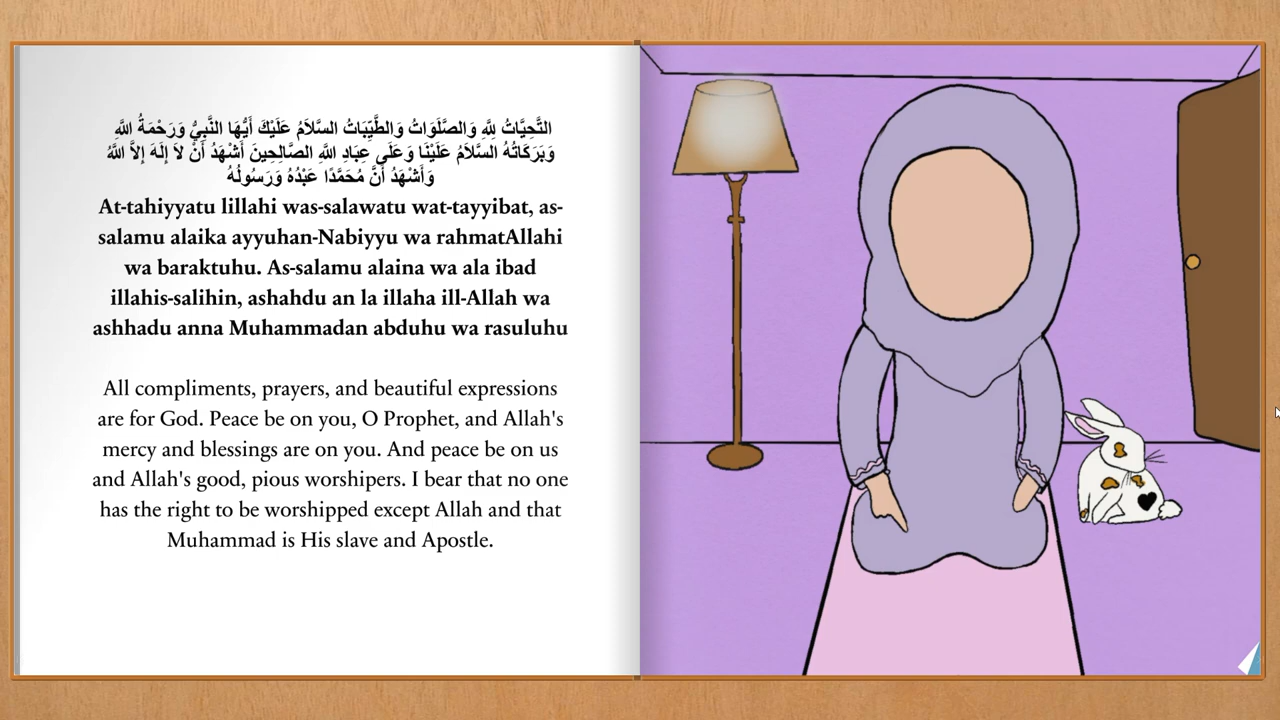 التَّحِيَّاتُ لِلَّهِ وَالصَّلَوَاتُ وَالطَّيِّبَاتُ السَّلاَمُ عَلَيْكَ أَيُّهَا النَّبِيُّ وَرَحْمَةُ اللَّهِ
وَبَرَكَاتُهُ السَّلاَمُ عَلَيْنَا وَعَلَى عِبَادِ اللَّهِ الصَّالِحِينَ أَشْهَدُ أَنْ لاَ إِلَهَ إِلاَّ اللَّهُ
وَأَشْهَدُ أَنَّ مُحَمَّدًا عَبْدُهُ وَرَسُولُهُ
At-tahiyyatu lillahi was-salawatu wat-tayyibat, as-
salamu alaika ayyuhan-Nabiyyu wa rahmatAllahi
wa baraktuhu. As-salamu alaina wa ala ibad
illahis-salihin, ashahdu an la illaha ill-Allah wa
ashhadu anna Muhammadan abduhu wa rasuluhu
All compliments, prayers, and beautiful expressions
are for God. Peace be on you, O Prophet, and Allah's
mercy and blessings are on you. And peace be on us
and Allah's good, pious worshipers. I bear that no one
has the right to be worshipped except Allah and that
Muhammad is His slave and Apostle.